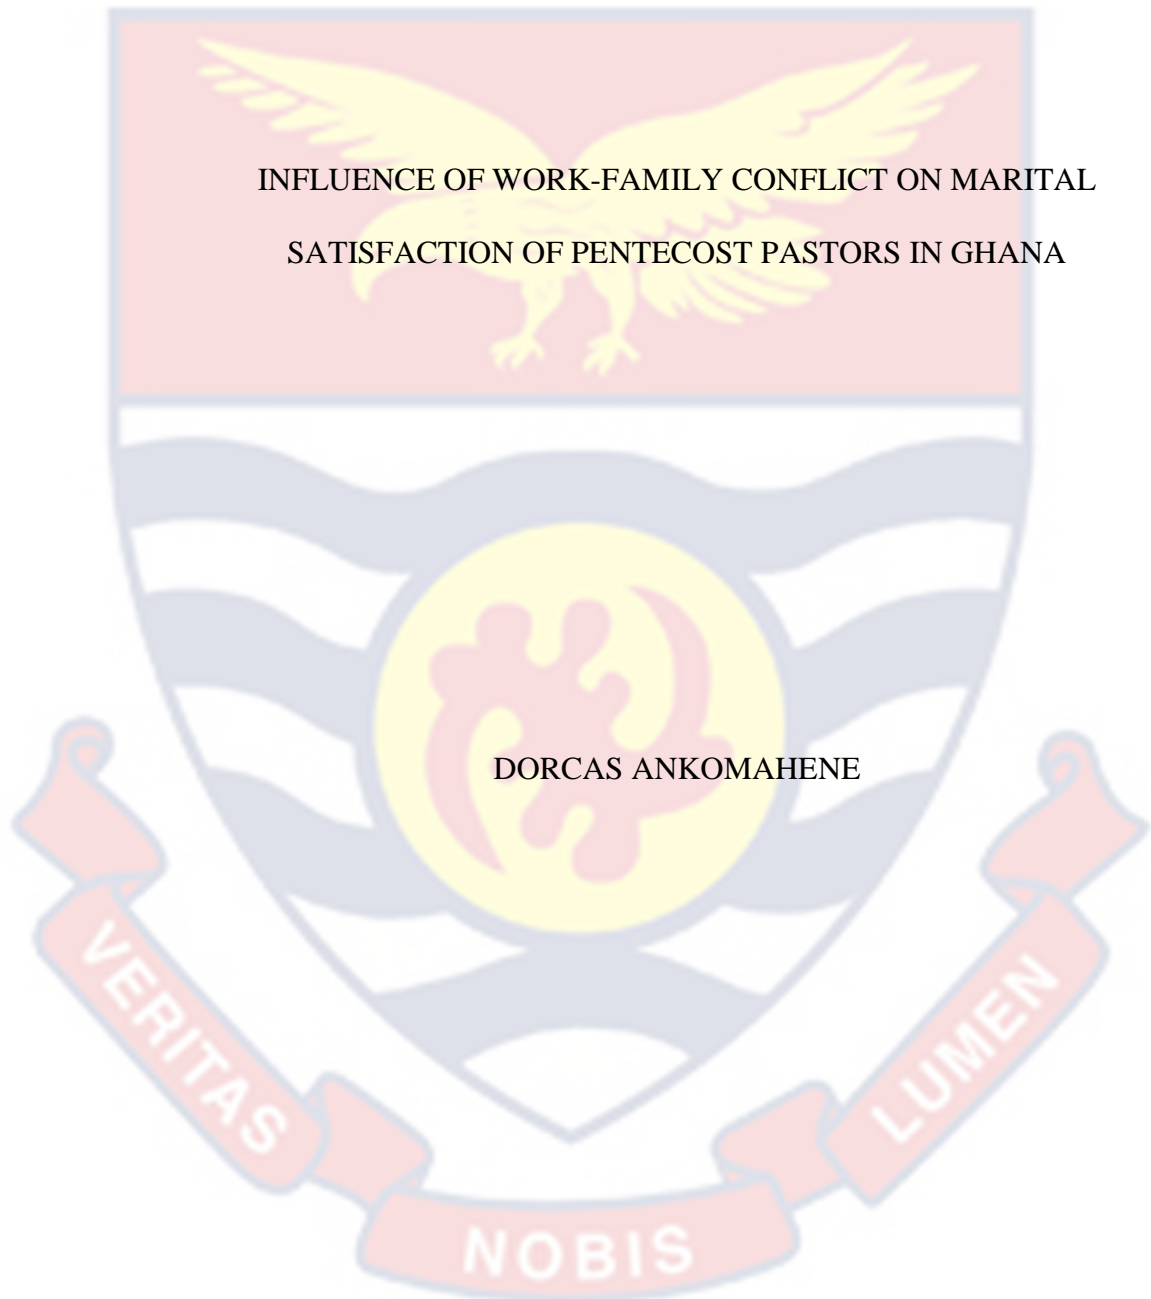 INFLUENCE OF WORK-FAMILY CONFLICT ON MARITAL
SATISFACTION OF PENTECOST PASTORS IN GHANA
DORCAS ANKOMAHENE
VERITAS
NOBIS
LUMEN